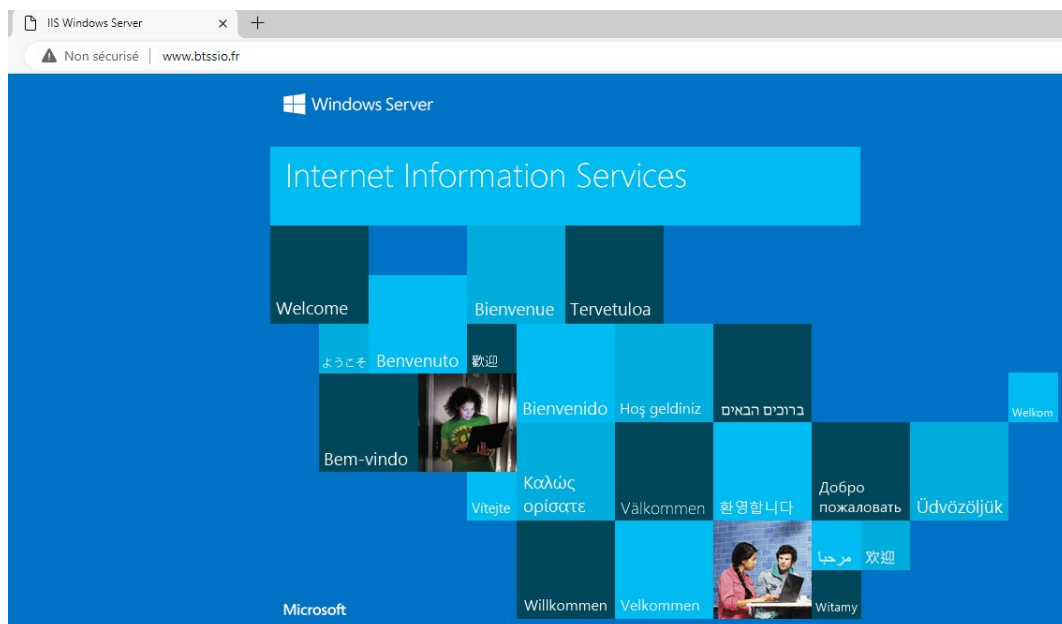 IIS Windows Server
Non sécurisé
www.btssio.fr
Windows Server
Internet Information Services
Welcome
Bienvenue
Tervetuloa
ようこそ
Benvenuto
歡迎
Bienvenido
Hoş geldiniz
ברוכים הבאים
Welkom
Bem-vindo
Vítejte
Καλώς
ορίσατε
Välkommen
환영합니다
Добро
пожаловать
Üdvözöljük
مرحبا
欢迎
Willkommen
Velkommen
Witamy
Microsoft